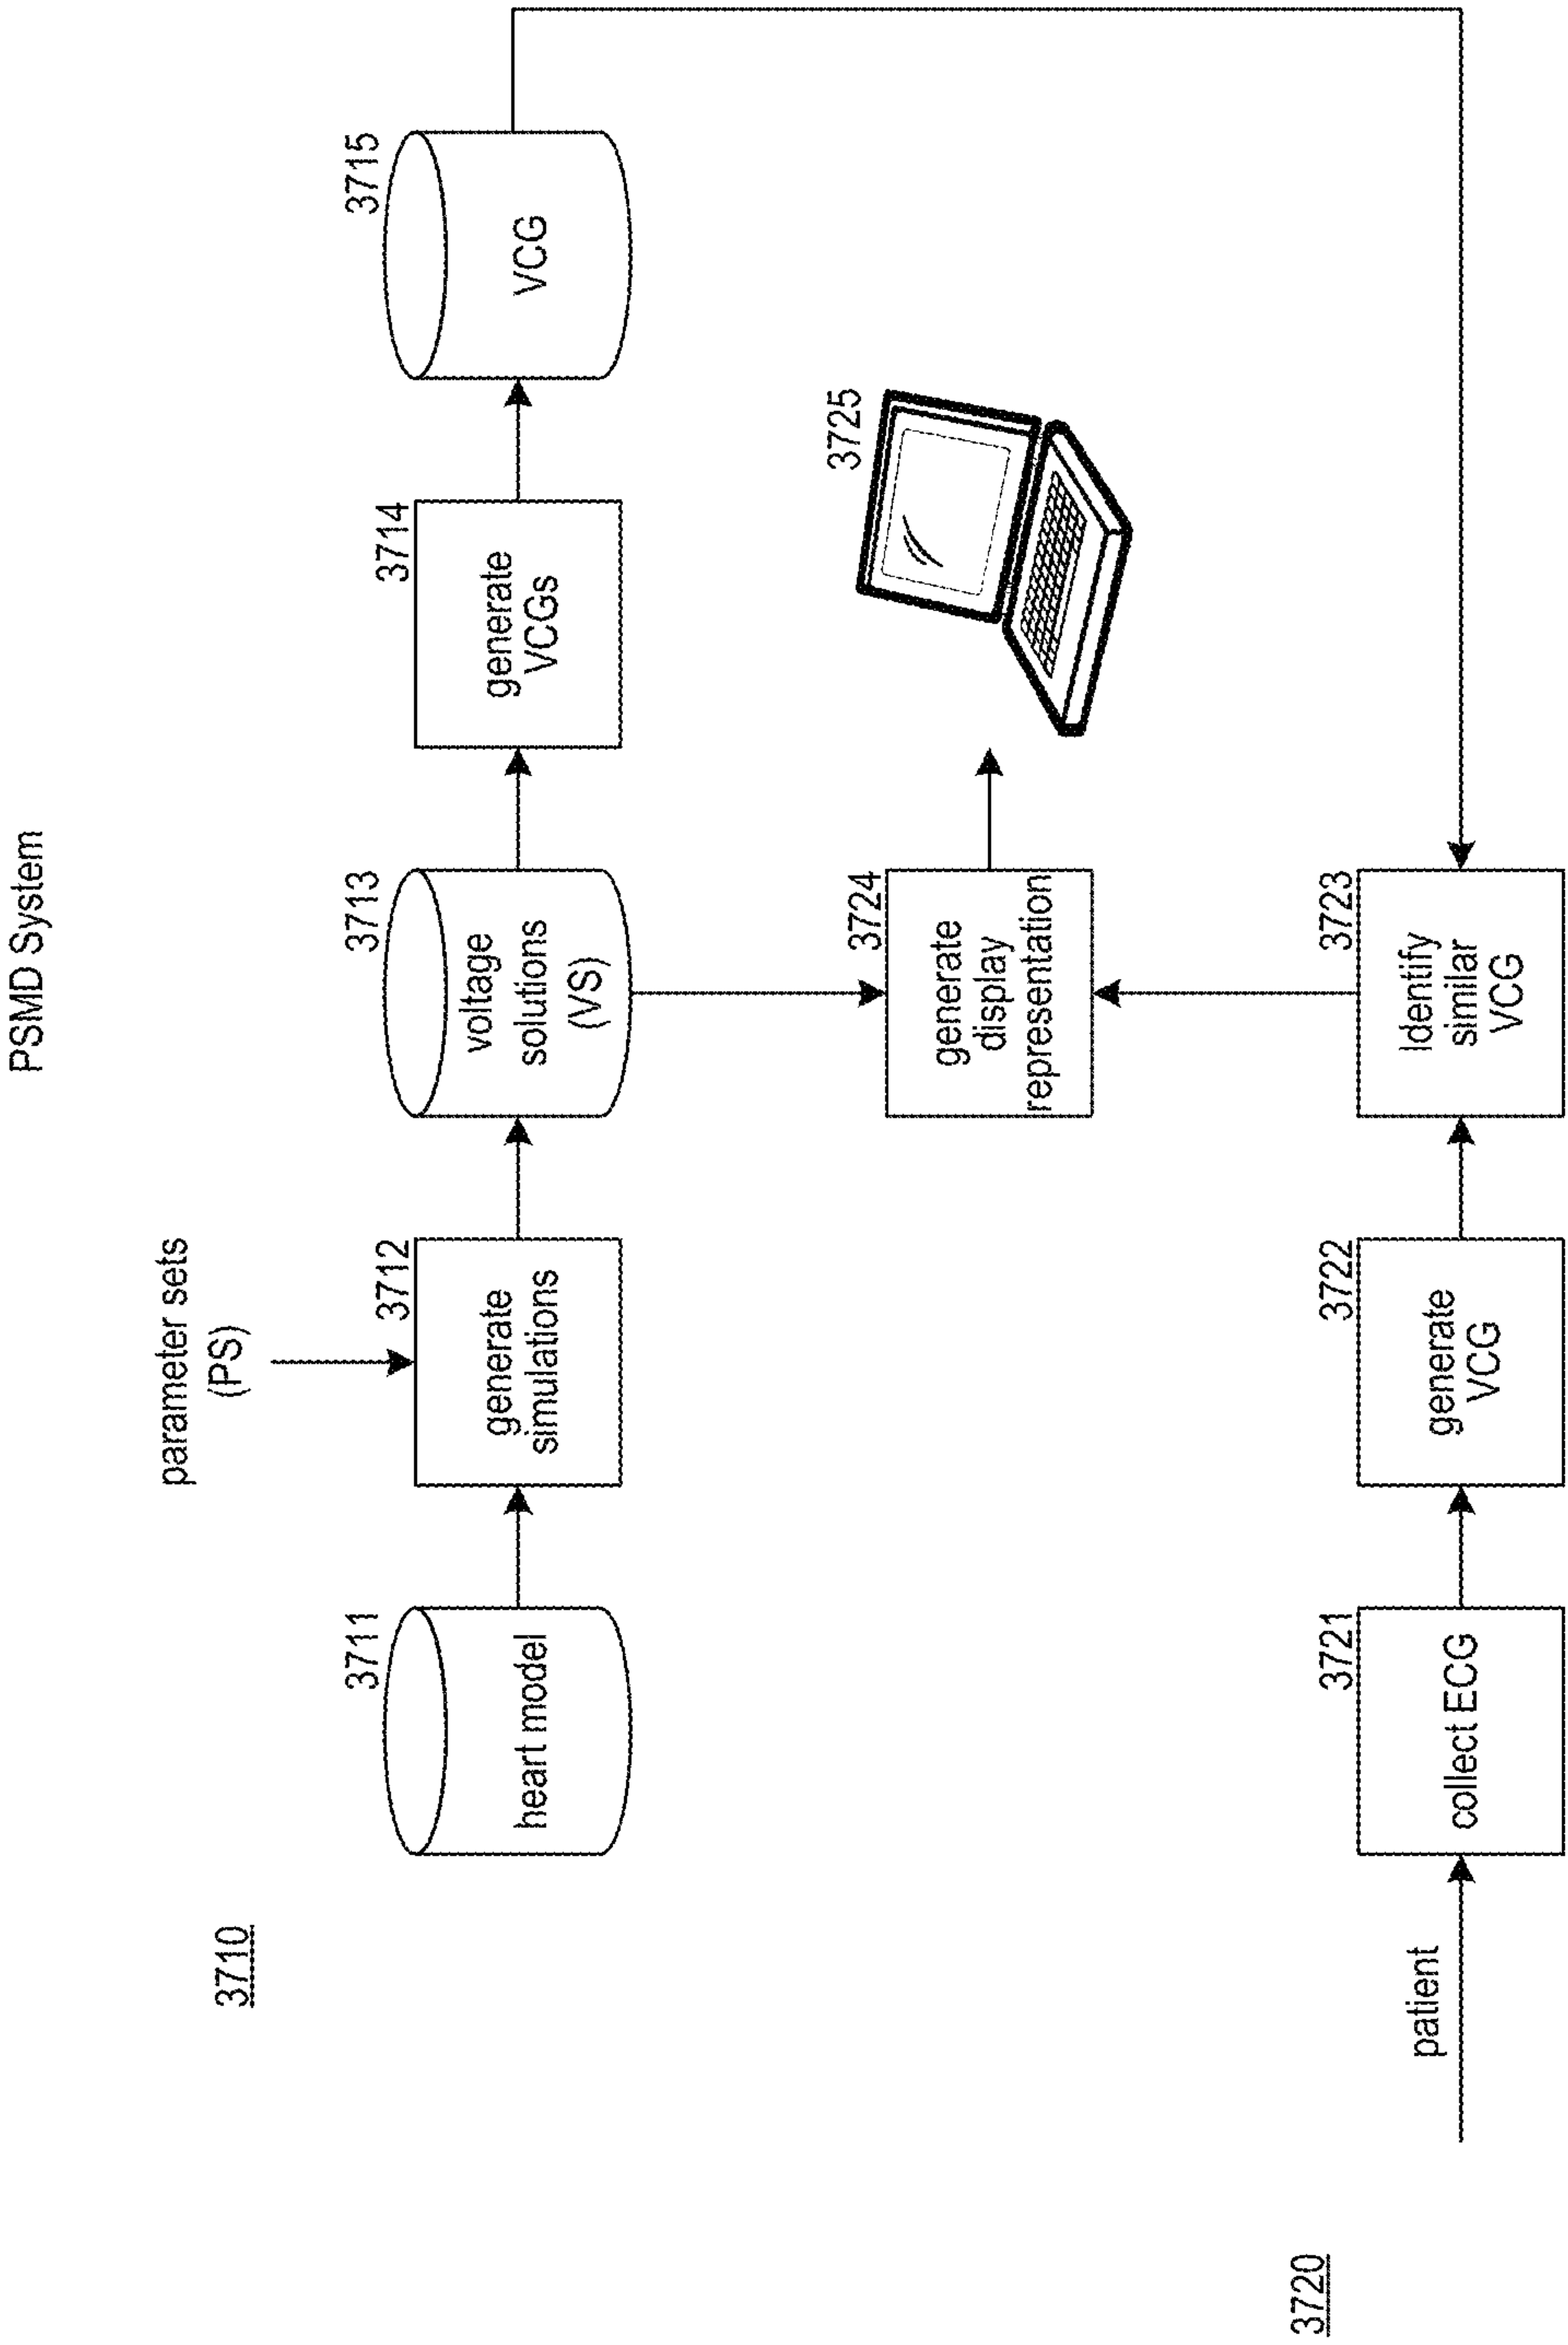 PSMD System
parameter sets
(PS)
3710
3711
heart model
3712
generate
simulations
3713
voltage
solutions
(VS)
3714
generate
VCGs
3715
VCG
3724
generate
display
representation
3725
3720
patient
3721
collect ECG
3722
generate
VCG
3723
Identify
similar
VCG